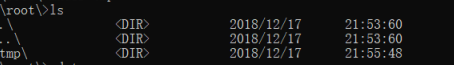 \root\>ls
.\ <DIR> 2018/12/17 21:53:60
..\ <DIR> 2018/12/17 21:53:60
tmp\ <DIR> 2018/12/17 21:55:48